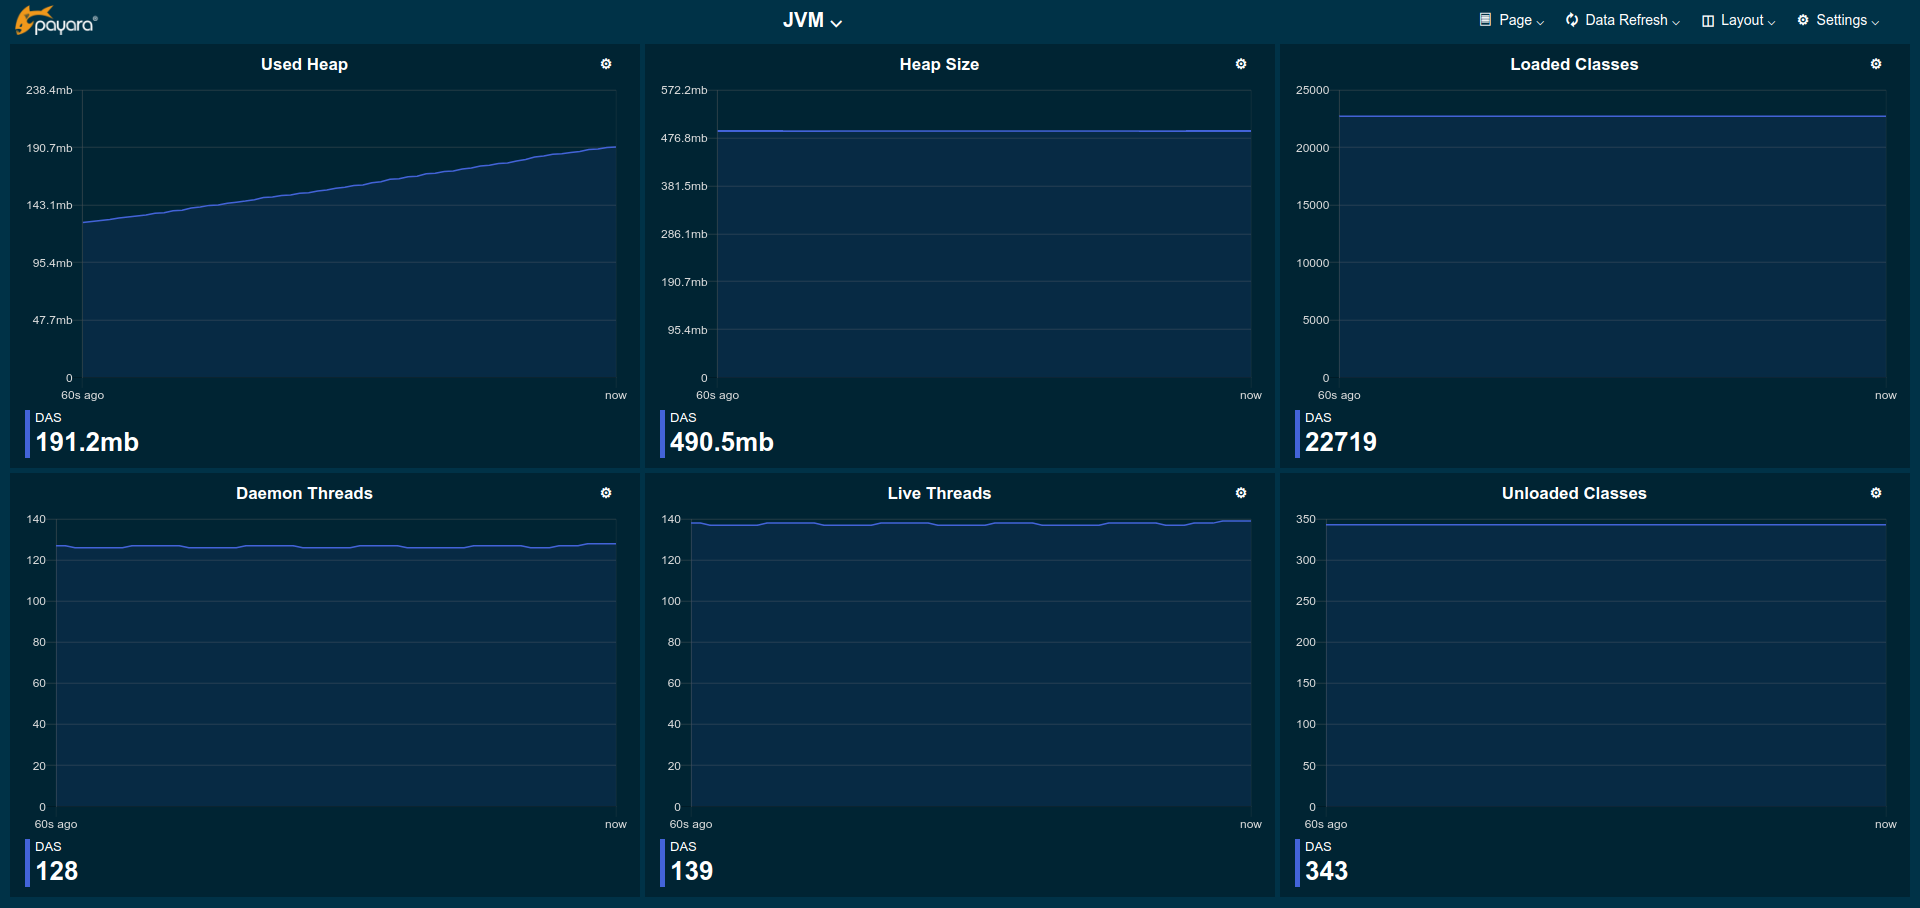 payara®
JVM
Page
Data Refresh
Layout
Settings
Used Heap
238.4mb
190.7mb
143.1mb
95.4mb
47.7mb
0
60s ago
now
DAS
191.2mb
Heap Size
572.2mb
476.8mb
381.5mb
286.1mb
190.7mb
95.4mb
0
60s ago
now
DAS
490.5mb
Loaded Classes
25000
20000
15000
10000
5000
0
60s ago
now
DAS
22719
Daemon Threads
140
120
100
80
60
40
20
0
60s ago
now
DAS
128
Live Threads
140
120
100
80
60
40
20
0
60s ago
now
DAS
139
Unloaded Classes
350
300
250
200
150
100
50
0
60s ago
now
DAS
343